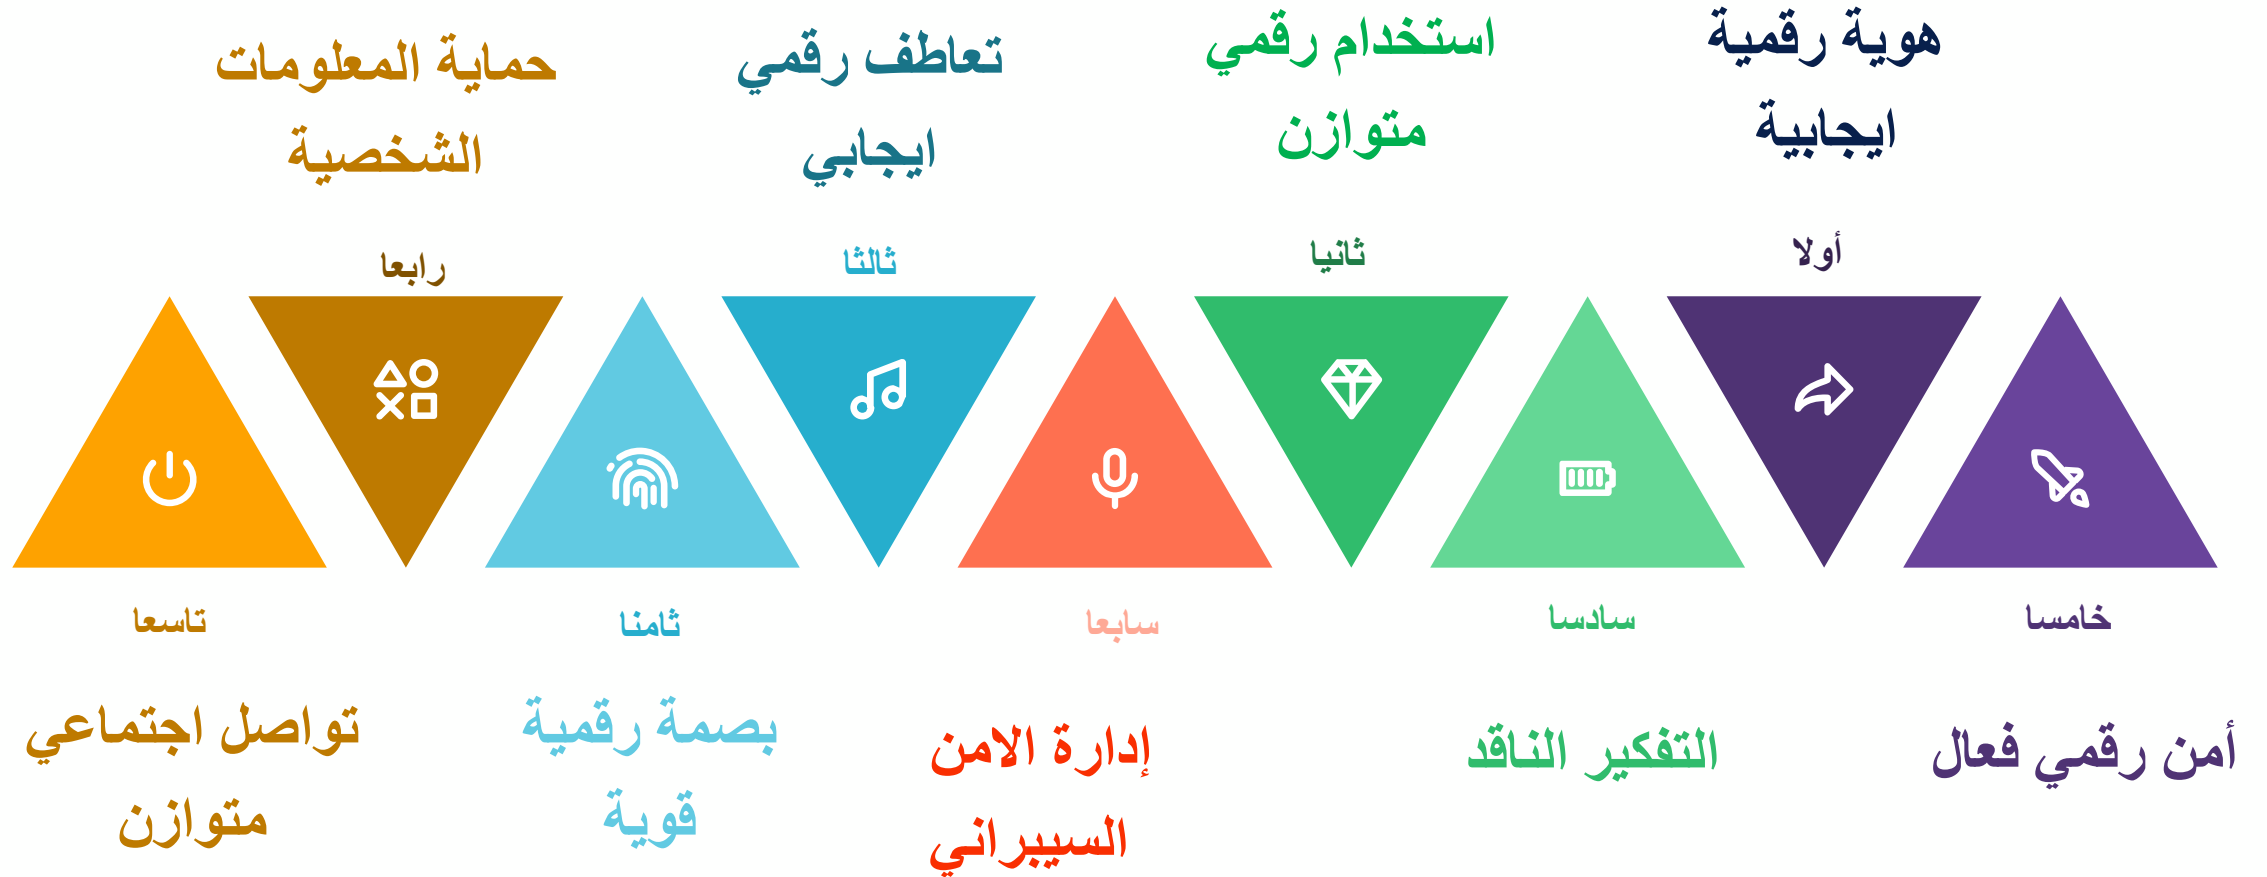 هوية رقمية
ايجابية
أولا
استخدام رقمي
متوازن
ثانيا
تعاطف رقمي
ايجابي
ثالثا
حماية المعلومات
الشخصية
رابعا
خامسا
أمن رقمي فعال
سادسا
التفكير الناقد
سابعا
إدارة الامن
السيبراني
ثامنا
بصمة رقمية
قوية
تاسعا
تواصل اجتماعي
متوازن